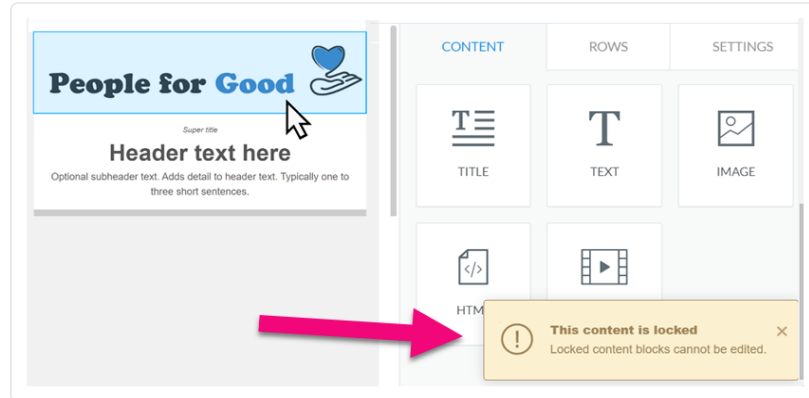 People for Good
Super title
Header text here
Optional subheader text. Adds detail to header text. Typically one to
three short sentences.
CONTENT
ROWS
SETTINGS
T
TITLE
T
TEXT
IMAGE
</>
HTM
This content is locked
Locked content blocks cannot be edited.